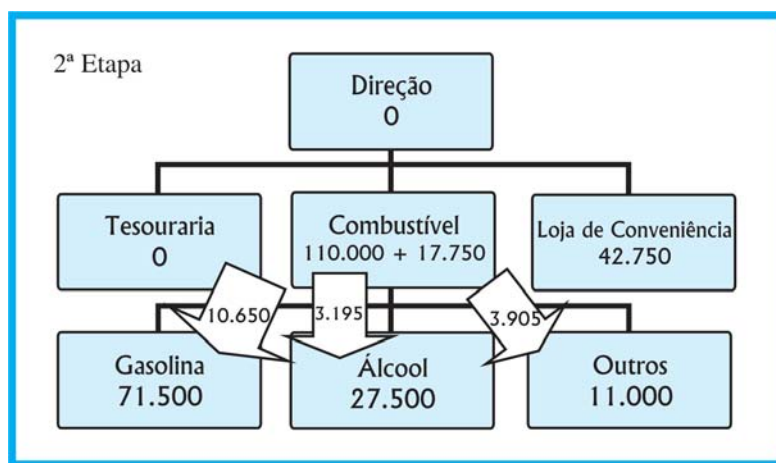 2ª Etapa
Direção
0
Tesouraria
0
Combustível
110.000 + 17.750
Loja de Conveniência
42.750
10.650
3.195
3.905
Gasolina
71.500
Álcool
27.500
Outros
11.000